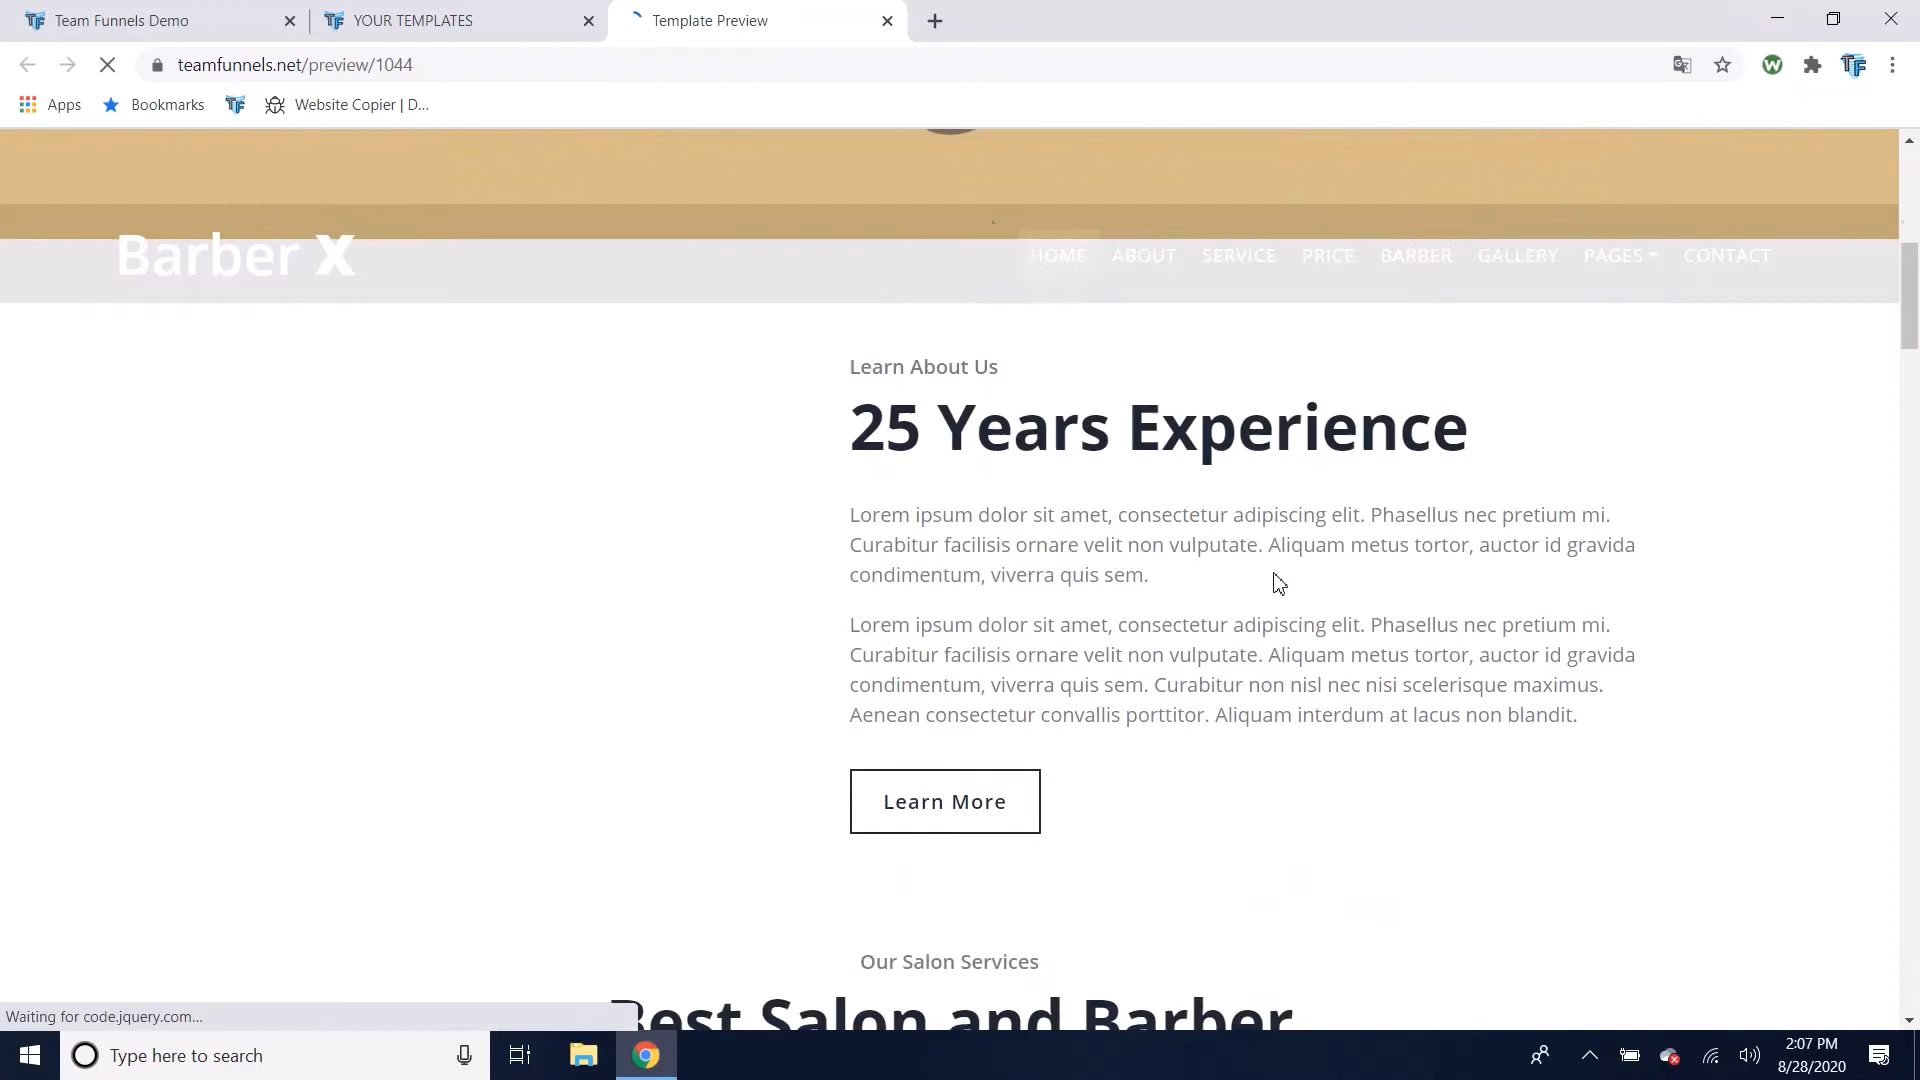 Team Funnels Demo
YOUR TEMPLATES
Template Preview
teamfunnels.net/preview/1044
Apps
Bookmarks
Website Copier | D...
Barber X
HOME ABOUT SERVICE PRICE BARBER GALLERY PAGES CONTACT
Learn About Us
25 Years Experience
Lorem ipsum dolor sit amet, consectetur adipiscing elit. Phasellus nec pretium mi.
Curabitur facilisis ornare velit non vulputate. Aliquam metus tortor, auctor id gravida
condimentum, viverra quis sem.
Lorem ipsum dolor sit amet, consectetur adipiscing elit. Phasellus nec pretium mi.
Curabitur facilisis ornare velit non vulputate. Aliquam metus tortor, auctor id gravida
condimentum, viverra quis sem. Curabitur non nisl nec nisi scelerisque maximus.
Aenean consectetur convallis porttitor. Aliquam interdum at lacus non blandit.
Learn More
Our Salon Services
Best Salon and Barber
Waiting for code.jquery.com...
Type here to search
2:07 PM
8/28/2020